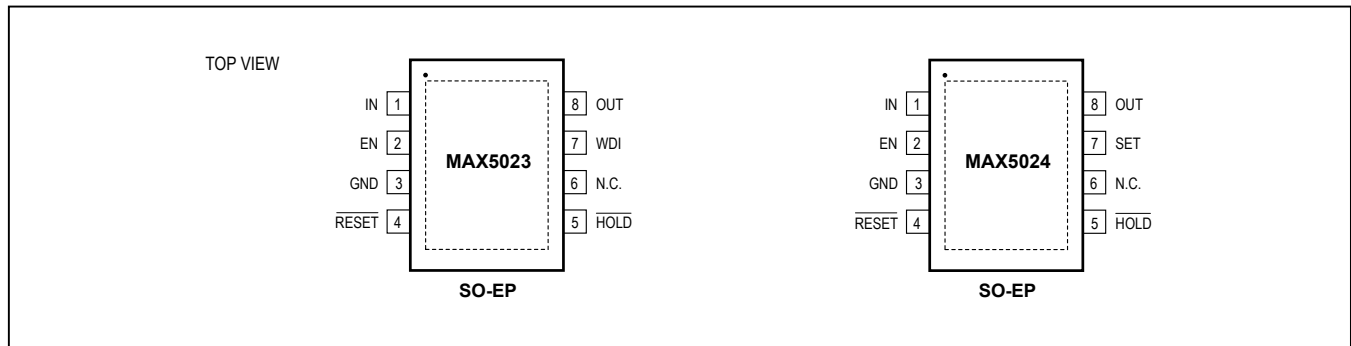 TOP VIEW
IN 1
EN 2
GND 3
RESET 4
MAX5023
8 OUT
7 WDI
6 N.C.
5 HOLD
SO-EP
IN 1
EN 2
GND 3
RESET 4
MAX5024
8 OUT
7 SET
6 N.C.
5 HOLD
SO-EP